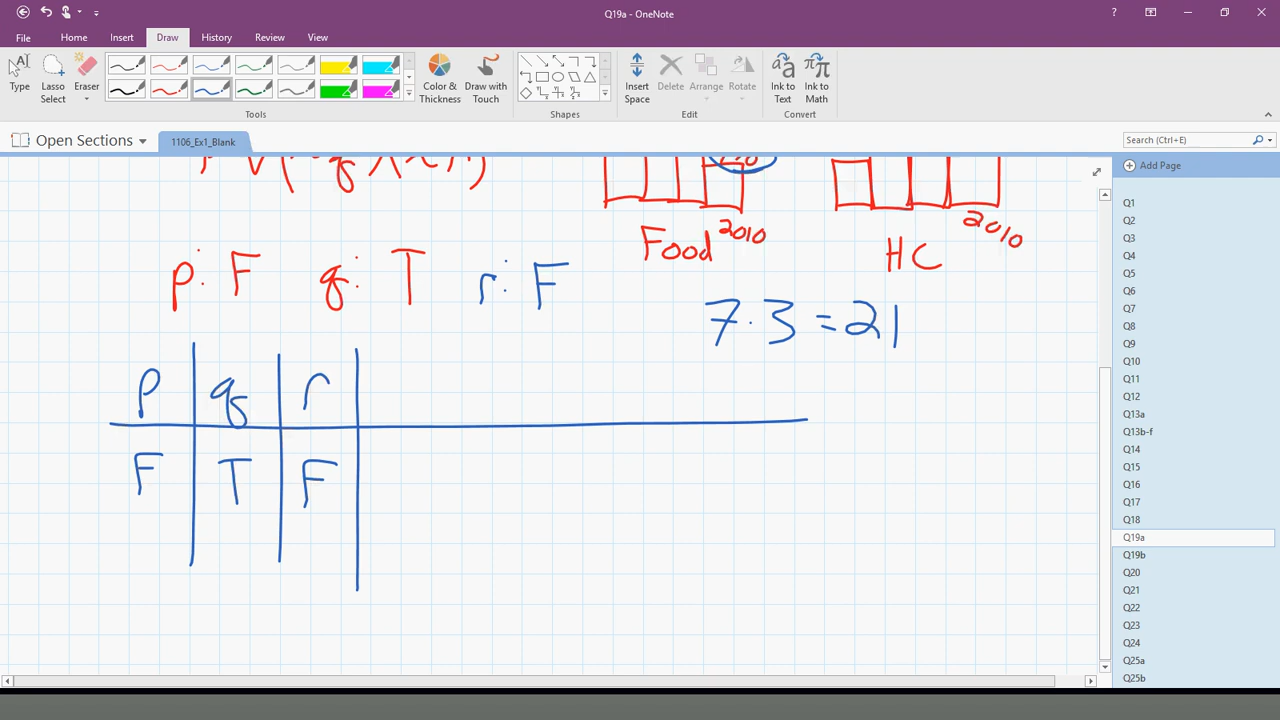 Q19a - OneNote
?
File Home Insert Draw History Review View
Type
Lasso Select
Eraser
Color & Thickness
Draw with Touch
Insert Space
Delete
Arrange
Rotate
Ink to Text
Ink to Math
Tools
Shapes
Edit
Convert
Open Sections
1106_Ex1_Blank
Search (Ctrl+E)
Add Page
Food 2010
HC 2010
p: F q: T r: F
7·3 = 21
p q r
F T F
Q1
Q2
Q3
Q4
Q5
Q6
Q7
Q8
Q9
Q10
Q11
Q12
Q13a
Q13b-f
Q14
Q15
Q16
Q17
Q18
Q19a
Q19b
Q20
Q21
Q22
Q23
Q24
Q25a
Q25b